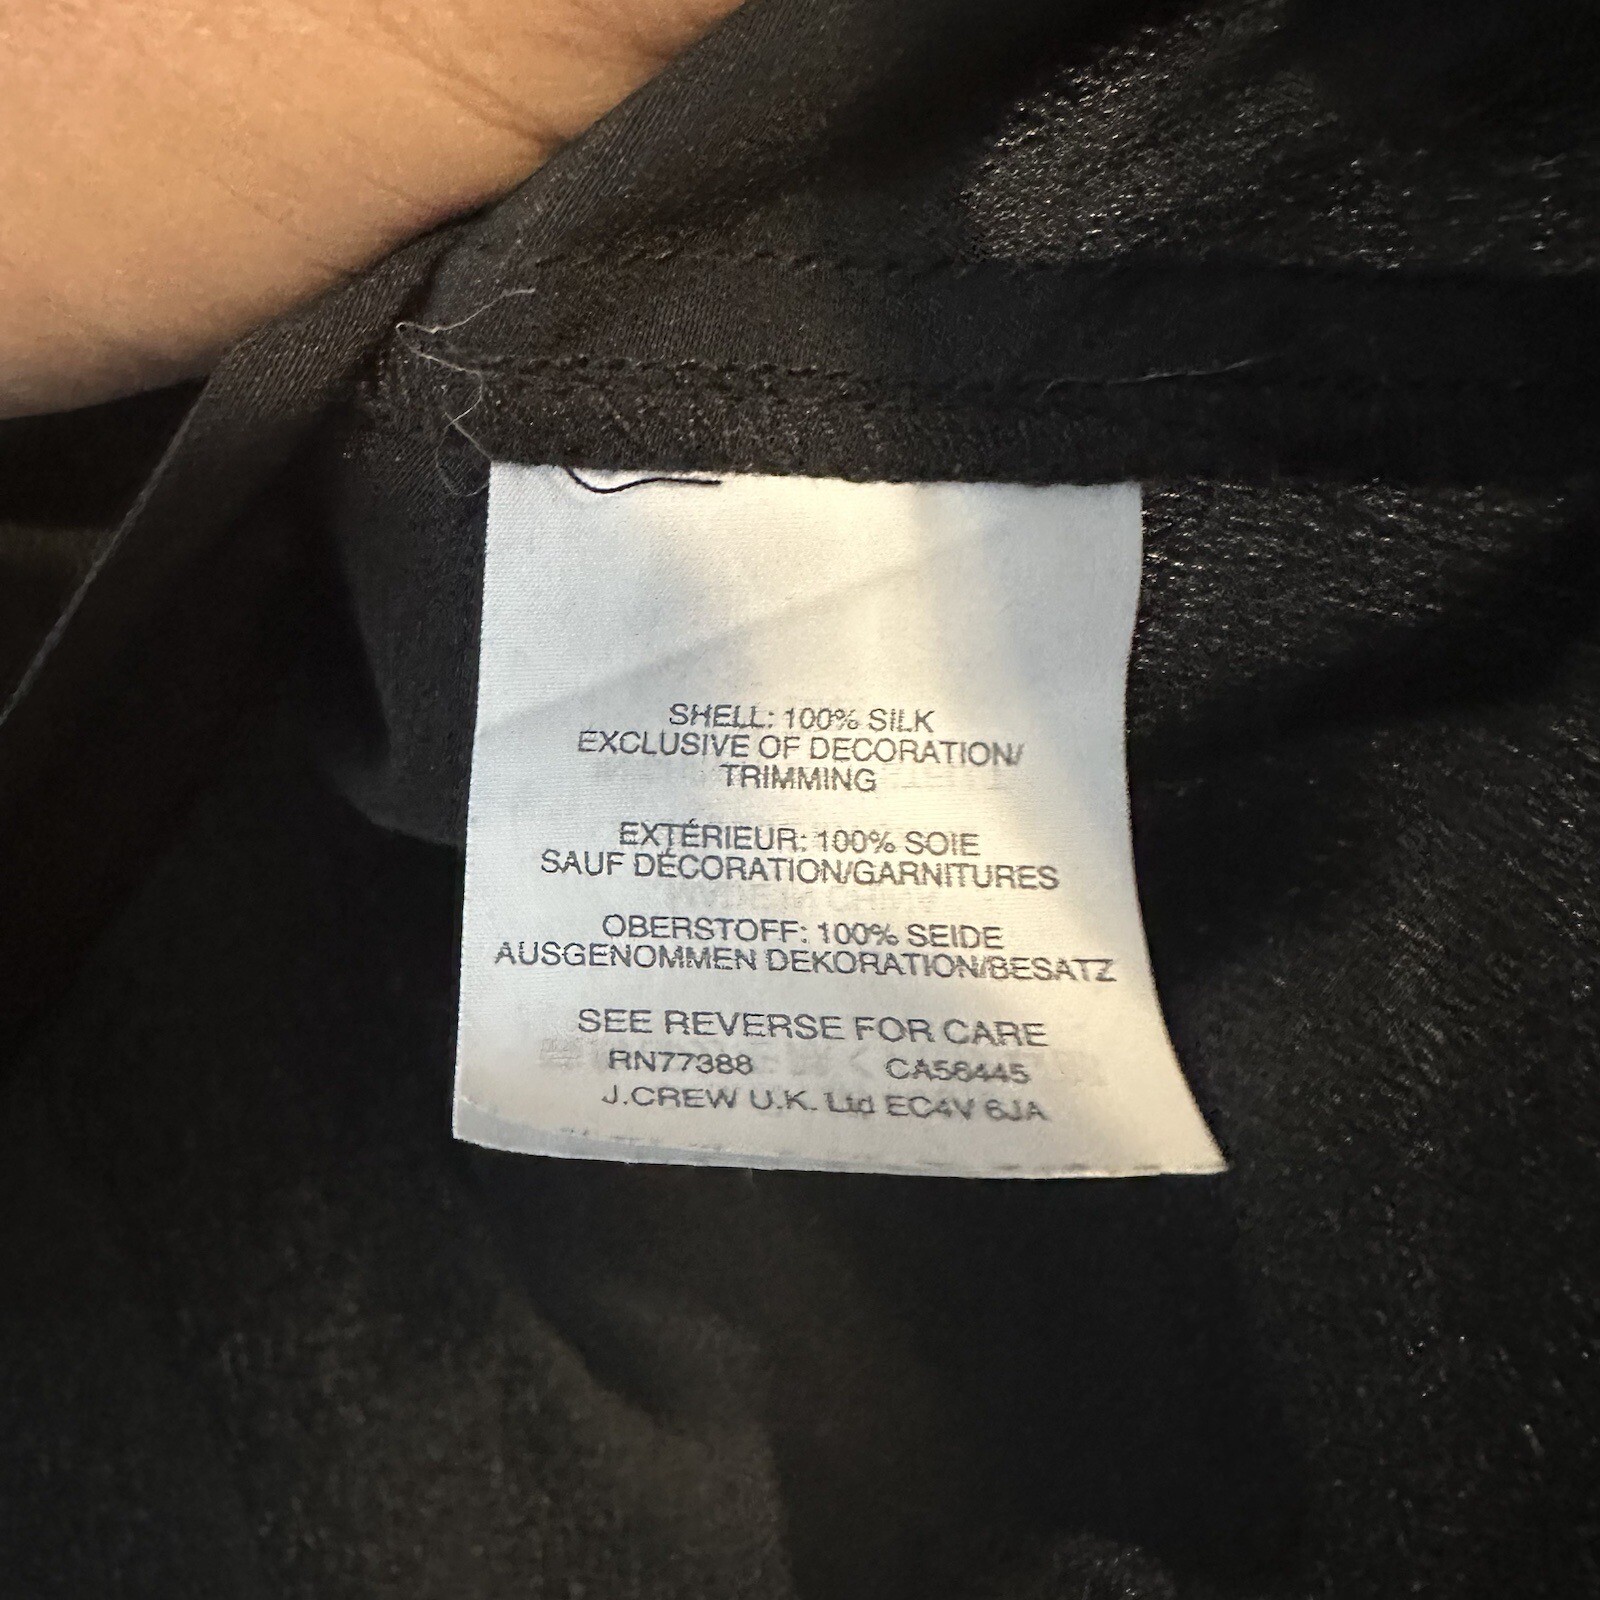 SHELL: 100% SILK
EXCLUSIVE OF DECORATION/
TRIMMING
EXTÉRIEUR: 100% SOIE
SAUF DÉCORATION/GARNITURES
OBERSTOFF: 100% SEIDE
AUSGENOMMEN DEKORATION/BESATZ
SEE REVERSE FOR CARE
RN77388 CA56445
J.CREW U.K. Ltd EC4V 6JA